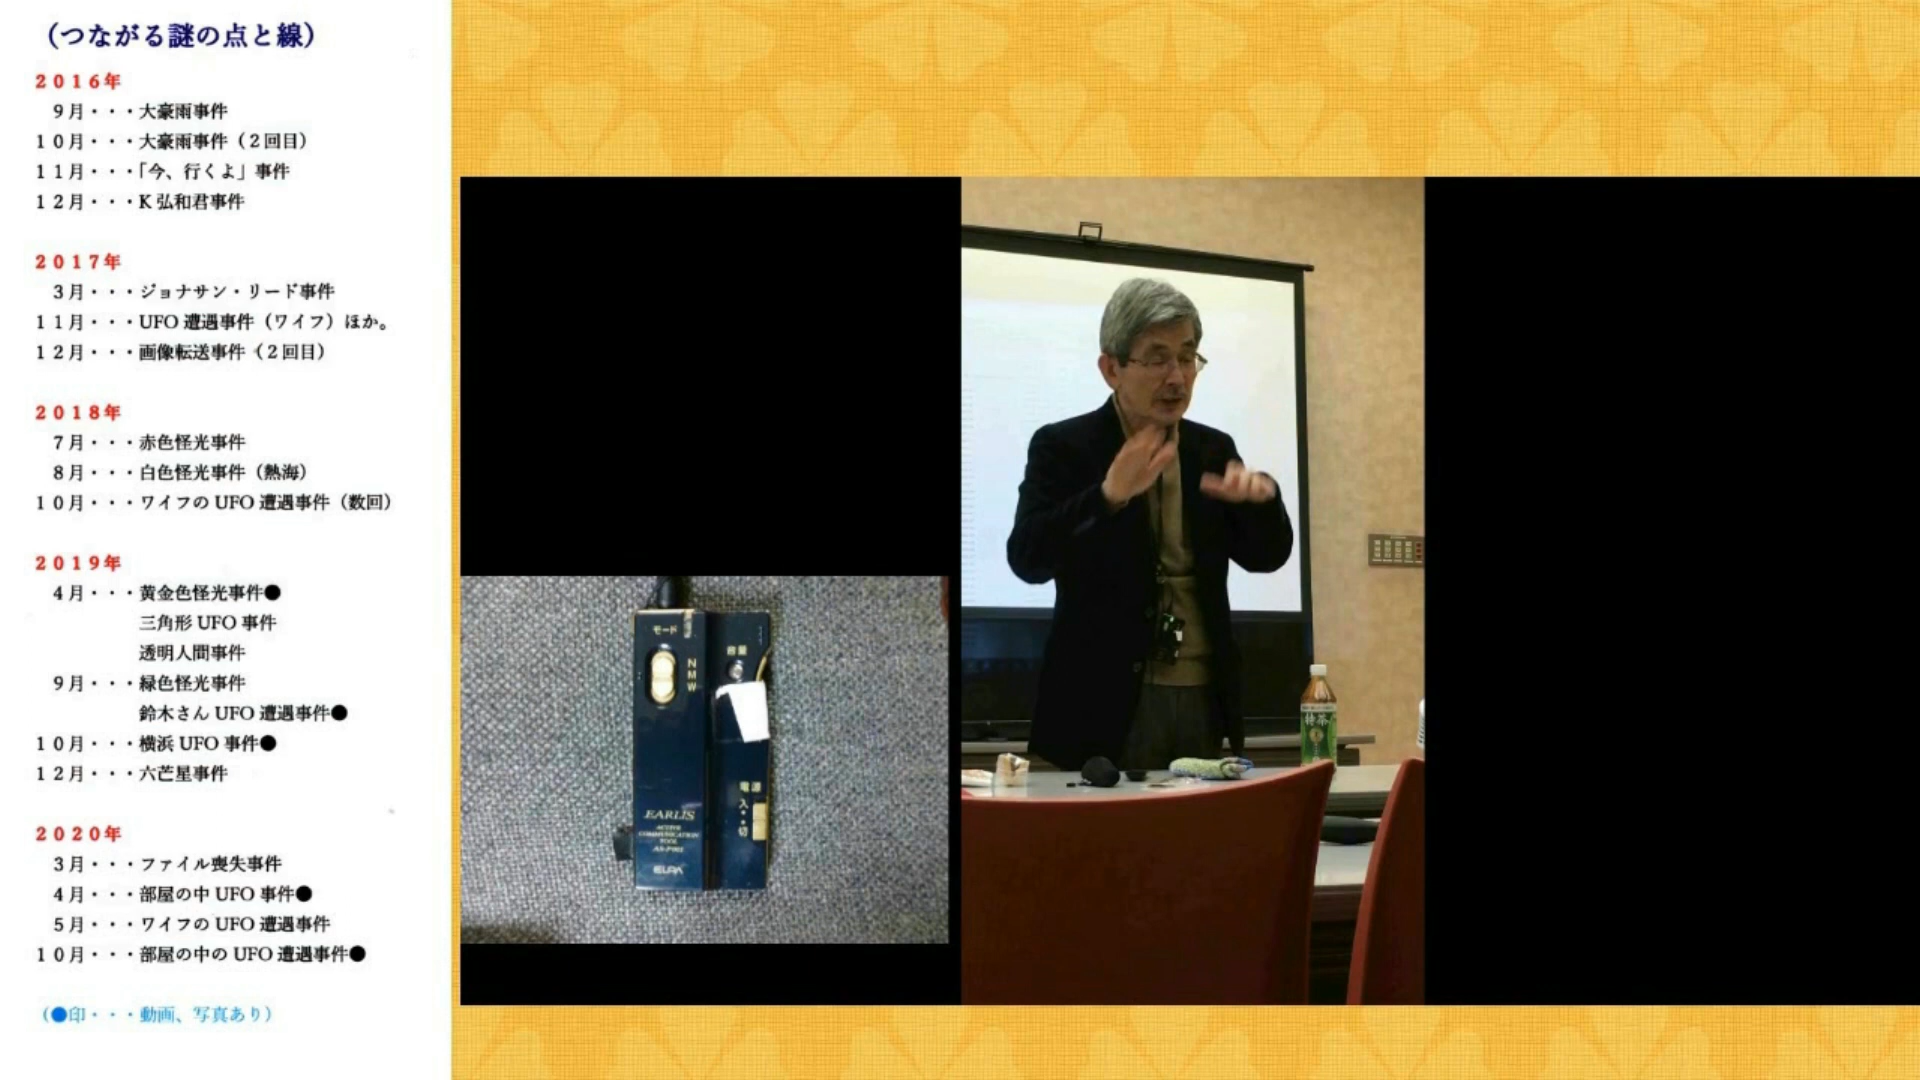 （つながる謎の点と線）
２０１６年
９月・・・大豪雨事件
１０月・・・大豪雨事件（２回目）
１１月・・・「今、行くよ」事件
１２月・・・K 弘和君事件
２０１７年
３月・・・ジョナサン・リード事件
１１月・・・UFO 遭遇事件（ワイフ）ほか。
１２月・・・画像転送事件（２回目）
２０１８年
７月・・・赤色怪光事件
８月・・・白色怪光事件（熱海）
１０月・・・ワイフの UFO 遭遇事件（数回）
２０１９年
４月・・・黄金色怪光事件●
三角形 UFO 事件
透明人間事件
９月・・・緑色怪光事件
鈴木さん UFO 遭遇事件●
１０月・・・横浜 UFO 事件●
１２月・・・六芒星事件
２０２０年
３月・・・ファイル喪失事件
４月・・・部屋の中 UFO 事件●
５月・・・ワイフの UFO 遭遇事件
１０月・・・部屋の中の UFO 遭遇事件●
（●印・・・動画、写真あり）
モード
N
M
W
音量
電源
入・・切
EARLIS
ACTIVE
COMMUNICATION
TOOL
ELPA
特茶